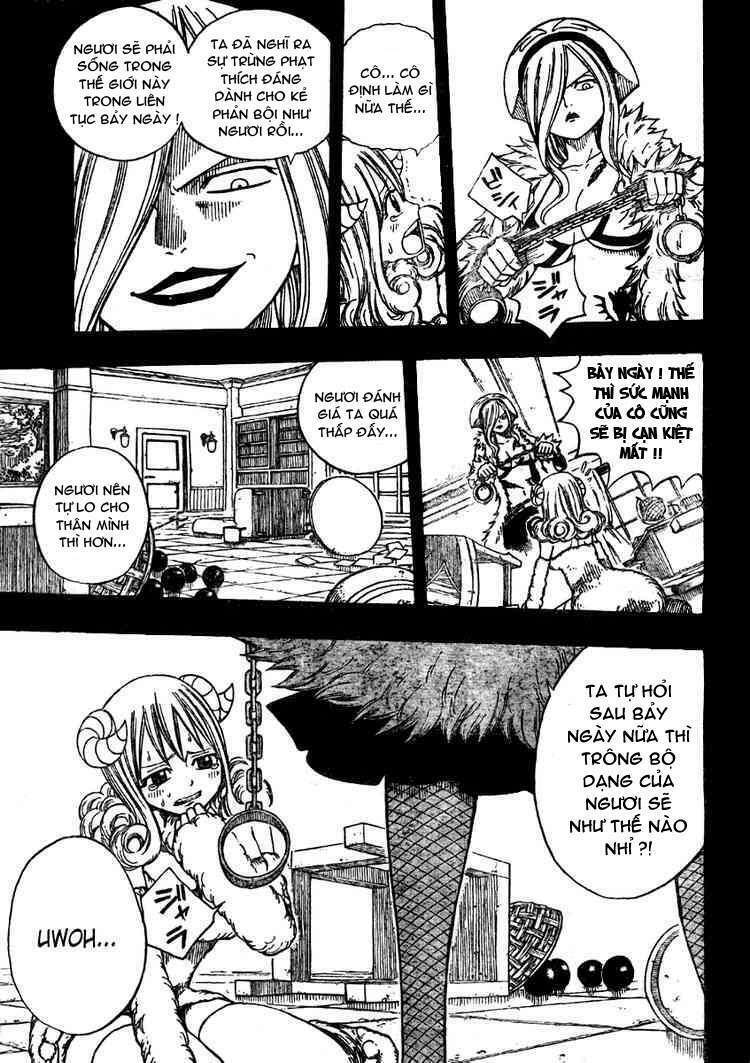 CÔ... CÔ
ĐỊNH LÀM GÌ
NỮA THẾ...
TA ĐÃ NGHĨ RA
SỰ TRỪNG PHẠT
THÍCH ĐÁNG
DÀNH CHO KẺ
PHẢN BỘI NHƯ
NGƯƠI RỒI...
NGƯƠI SẼ PHẢI
SỐNG TRONG
THẾ GIỚI NÀY
TRONG LIÊN
TỤC BẢY NGÀY !
BẢY NGÀY ! THẾ
THÌ SỨC MẠNH
CỦA CÔ CŨNG
SẼ BỊ CẠN KIỆT
MẤT !!
NGƯƠI ĐÁNH
GIÁ TA QUÁ
THẤP ĐẤY...
NGƯƠI NÊN
TỰ LO CHO
THÂN MÌNH
THÌ HƠN...
TA TỰ HỎI
SAU BẢY
NGÀY NỮA THÌ
TRÔNG BỘ
DẠNG CỦA
NGƯƠI SẼ
NHƯ THẾ NÀO
NHỈ ?!
ジャ
UWOH...